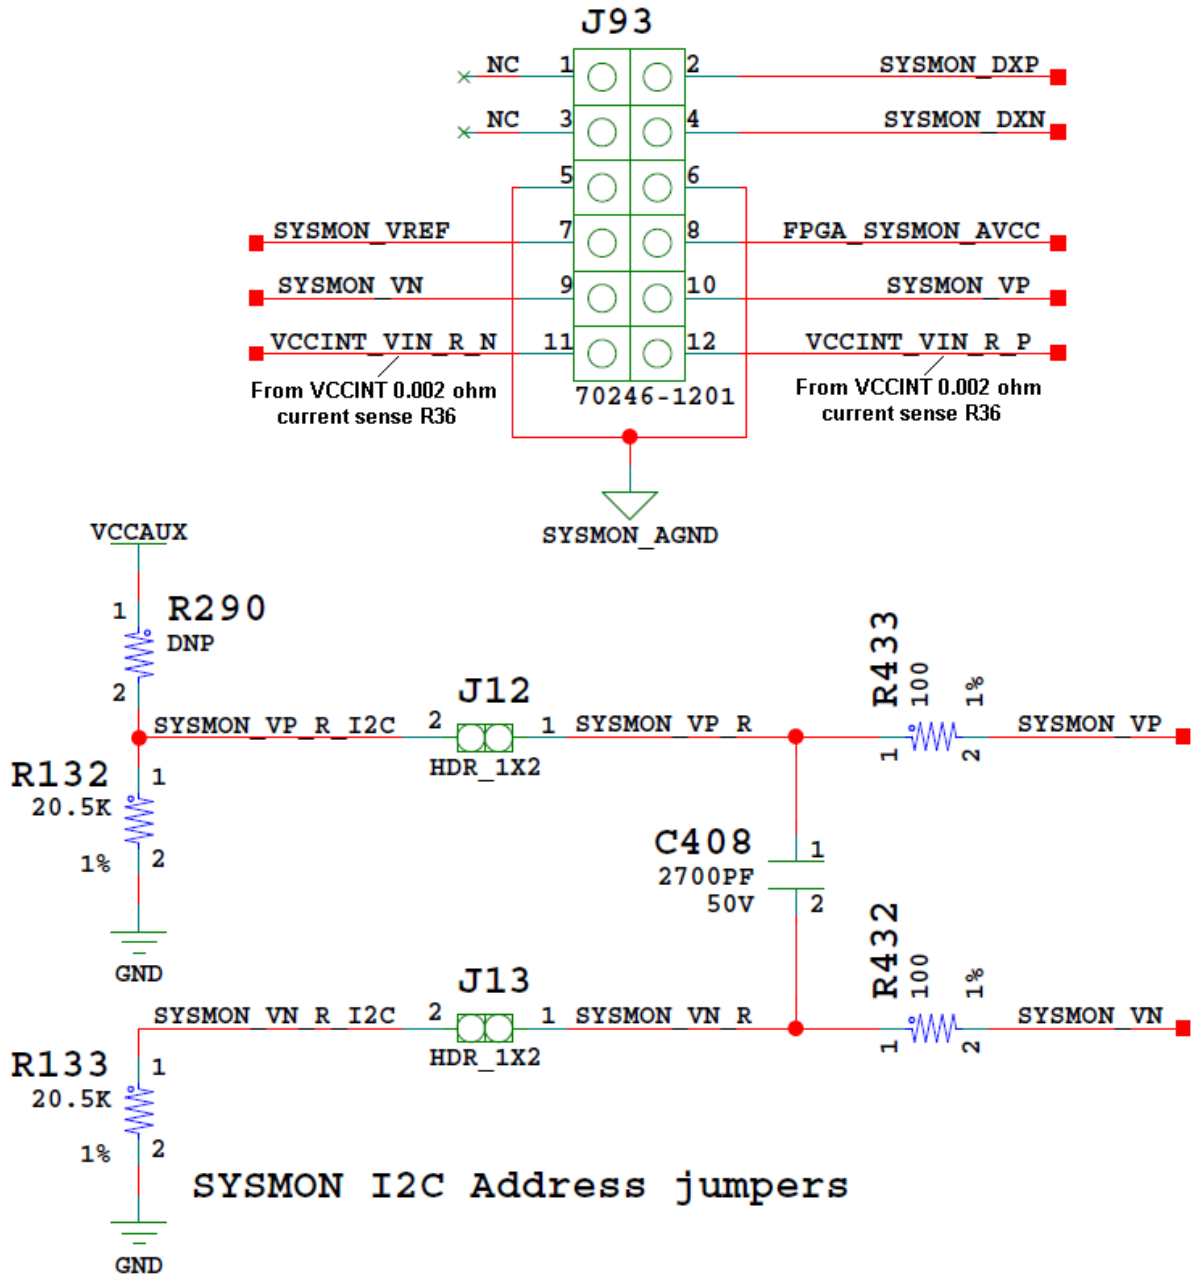 J93
NC 1 2 SYSMON_DXP
NC 3 4 SYSMON_DXN
5 6
SYSMON_VREF 7 8 FPGA_SYSMON_AVCC
SYSMON_VN 9 10 SYSMON_VP
VCCINT_VIN_R_N 11 12 VCCINT_VIN_R_P
From VCCINT 0.002 ohm
current sense R36
70246-1201
From VCCINT 0.002 ohm
current sense R36
SYSMON_AGND
VCCAUX
1 R290
DNP
2
SYSMON_VP_R_I2C 2 J12 1 SYSMON_VP_R
HDR_1X2
R433
100 1%
1 2
SYSMON_VP
R132 1
20.5K
1% 2
GND
C408 1
2700PF
50V 2
SYSMON_VN_R_I2C 2 J13 1 SYSMON_VN_R
HDR_1X2
R432
100 1%
1 2
SYSMON_VN
R133 1
20.5K
1% 2
GND
SYSMON I2C Address jumpers